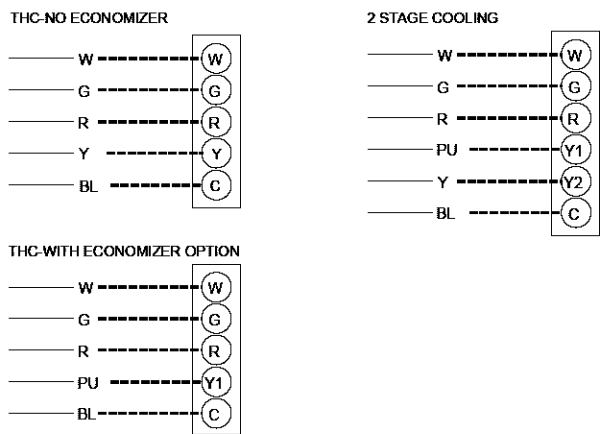 THC-NO ECONOMIZER
W W
G G
R R
Y Y
BL C
2 STAGE COOLING
W W
G G
R R
PU Y1
Y Y2
BL C
THC-WITH ECONOMIZER OPTION
W W
G G
R R
PU Y1
BL C